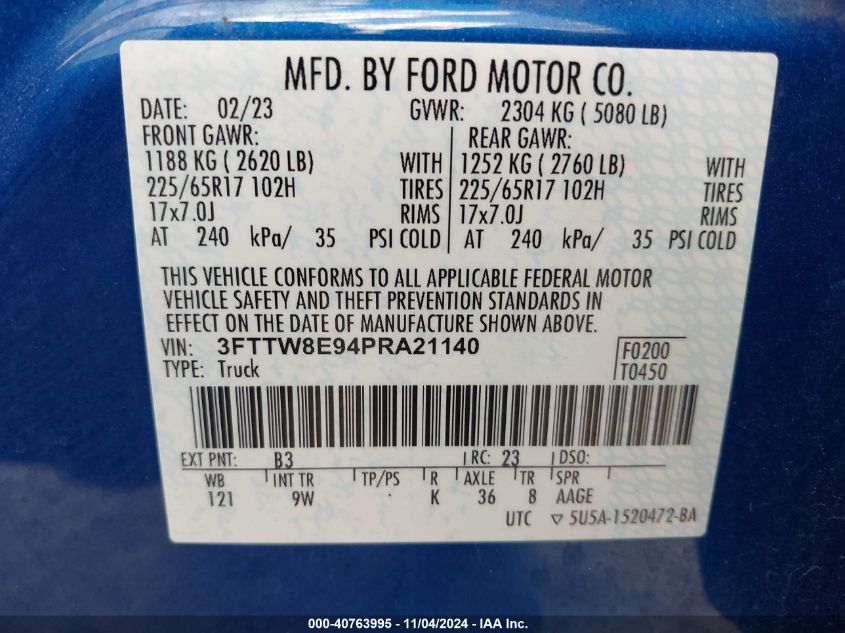 MFD. BY FORD MOTOR CO.
DATE: 02/23 GVWR: 2304 KG ( 5080 LB)
FRONT GAWR: REAR GAWR:
1188 KG ( 2620 LB) WITH 1252 KG ( 2760 LB) WITH
225/65R17 102H TIRES 225/65R17 102H TIRES
17x7.0J RIMS 17x7.0J RIMS
AT 240 kPa/ 35 PSI COLD AT 240 kPa/ 35 PSI COLD
THIS VEHICLE CONFORMS TO ALL APPLICABLE FEDERAL MOTOR
VEHICLE SAFETY AND THEFT PREVENTION STANDARDS IN
EFFECT ON THE DATE OF MANUFACTURE SHOWN ABOVE.
VIN: 3FTTW8E94PRA21140 F0200
TYPE: Truck T0450
EXT PNT: B3 RC: 23 DSO:
WB INT TR TP/PS R AXLE TR SPR
121 9W K 36 8 AAGE
UTC ▽ 5U5A-1520472-BA
000-40763995 - 11/04/2024 - IAA Inc.